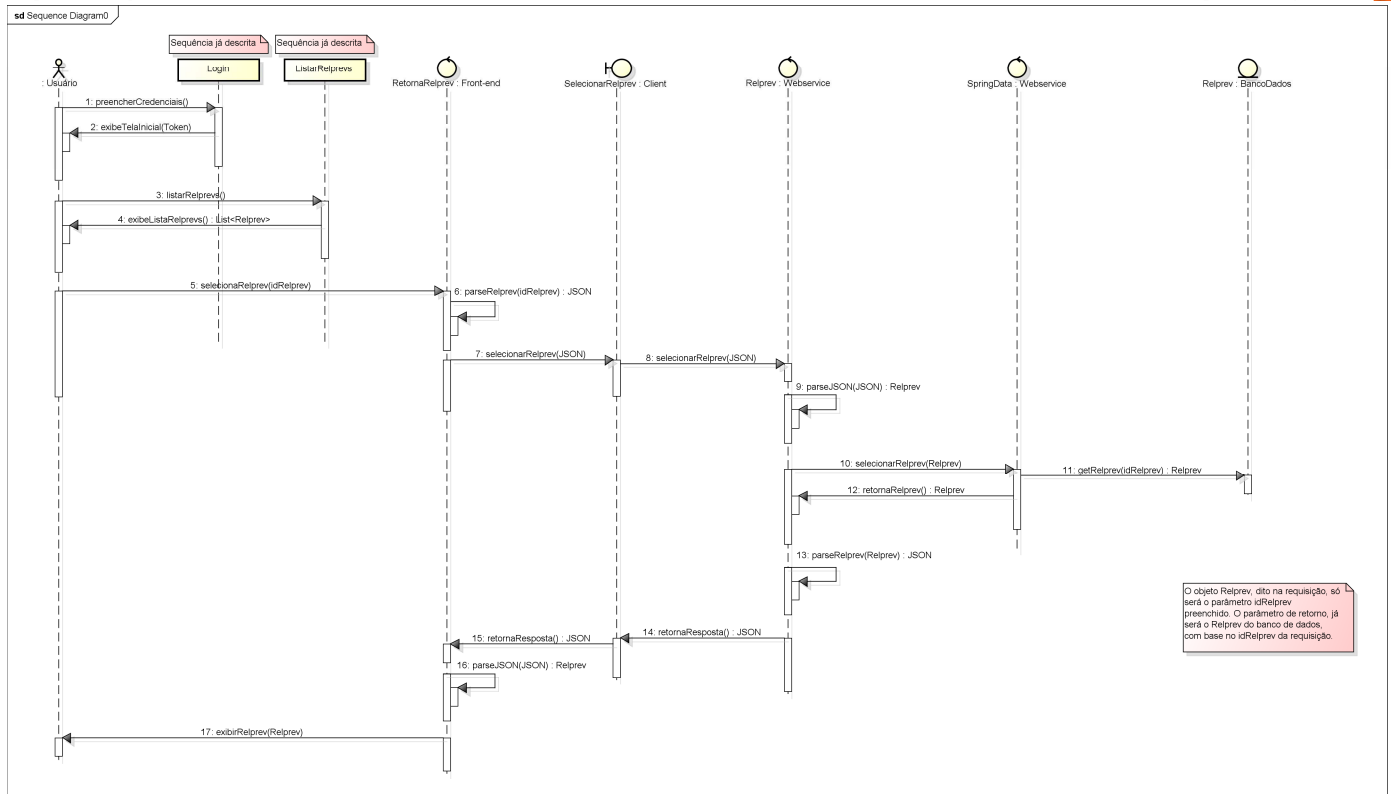 sd Sequence Diagram0
Sequência já descrita
Sequência já descrita
: Usuário
Login
ListarRelprevs
RetornaRelprev : Front-end
SelecionarRelprev : Client
Relprev : Webservice
SpringData : Webservice
Relprev : BancoDados
1: preencherCredenciais()
2: exibeTelaInicial(Token)
3: listarRelprevs()
4: exibeListaRelprevs() : List<Relprev>
5: selecionaRelprev(idRelprev)
6: parseRelprev(idRelprev) : JSON
7: selecionarRelprev(JSON)
8: selecionarRelprev(JSON)
9: parseJSON(JSON) : Relprev
10: selecionarRelprev(Relprev)
11: getRelprev(idRelprev) : Relprev
12: retornaRelprev() : Relprev
13: parseRelprev(Relprev) : JSON
O objeto Relprev, dito na requisição, só
será o parâmetro idRelprev
preenchido. O parâmetro de retorno, já
será o Relprev do banco de dados,
com base no idRelprev da requisição.
14: retornaResposta() : JSON
15: retornaResposta() : JSON
16: parseJSON(JSON) : Relprev
17: exibirRelprev(Relprev)